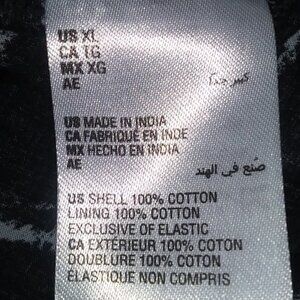 US XL
CA TG
MX XG
AE كبير جداً
US MADE IN INDIA
CA FABRIQUÉ EN INDE
MX HECHO EN INDIA
AE صُنع في الهند
US SHELL 100% COTTON
LINING 100% COTTON
EXCLUSIVE OF ELASTIC
CA EXTÉRIEUR 100% COTON
DOUBLURE 100% COTON
ÉLASTIQUE NON COMPRIS